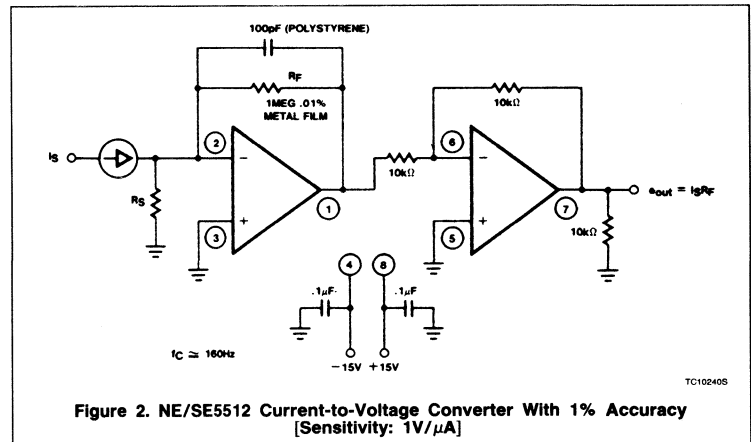 100pF (POLYSTYRENE)
RF
1MEG .01%
METAL FILM
10kΩ
2
6
IS
−
−
10kΩ
1
7
eout = ISRF
RS
+
+
3
5
10kΩ
4
8
.1μF
.1μF
fC ≃ 160Hz
−15V +15V
TC10240S
Figure 2. NE/SE5512 Current-to-Voltage Converter With 1% Accuracy
[Sensitivity: 1V/μA]